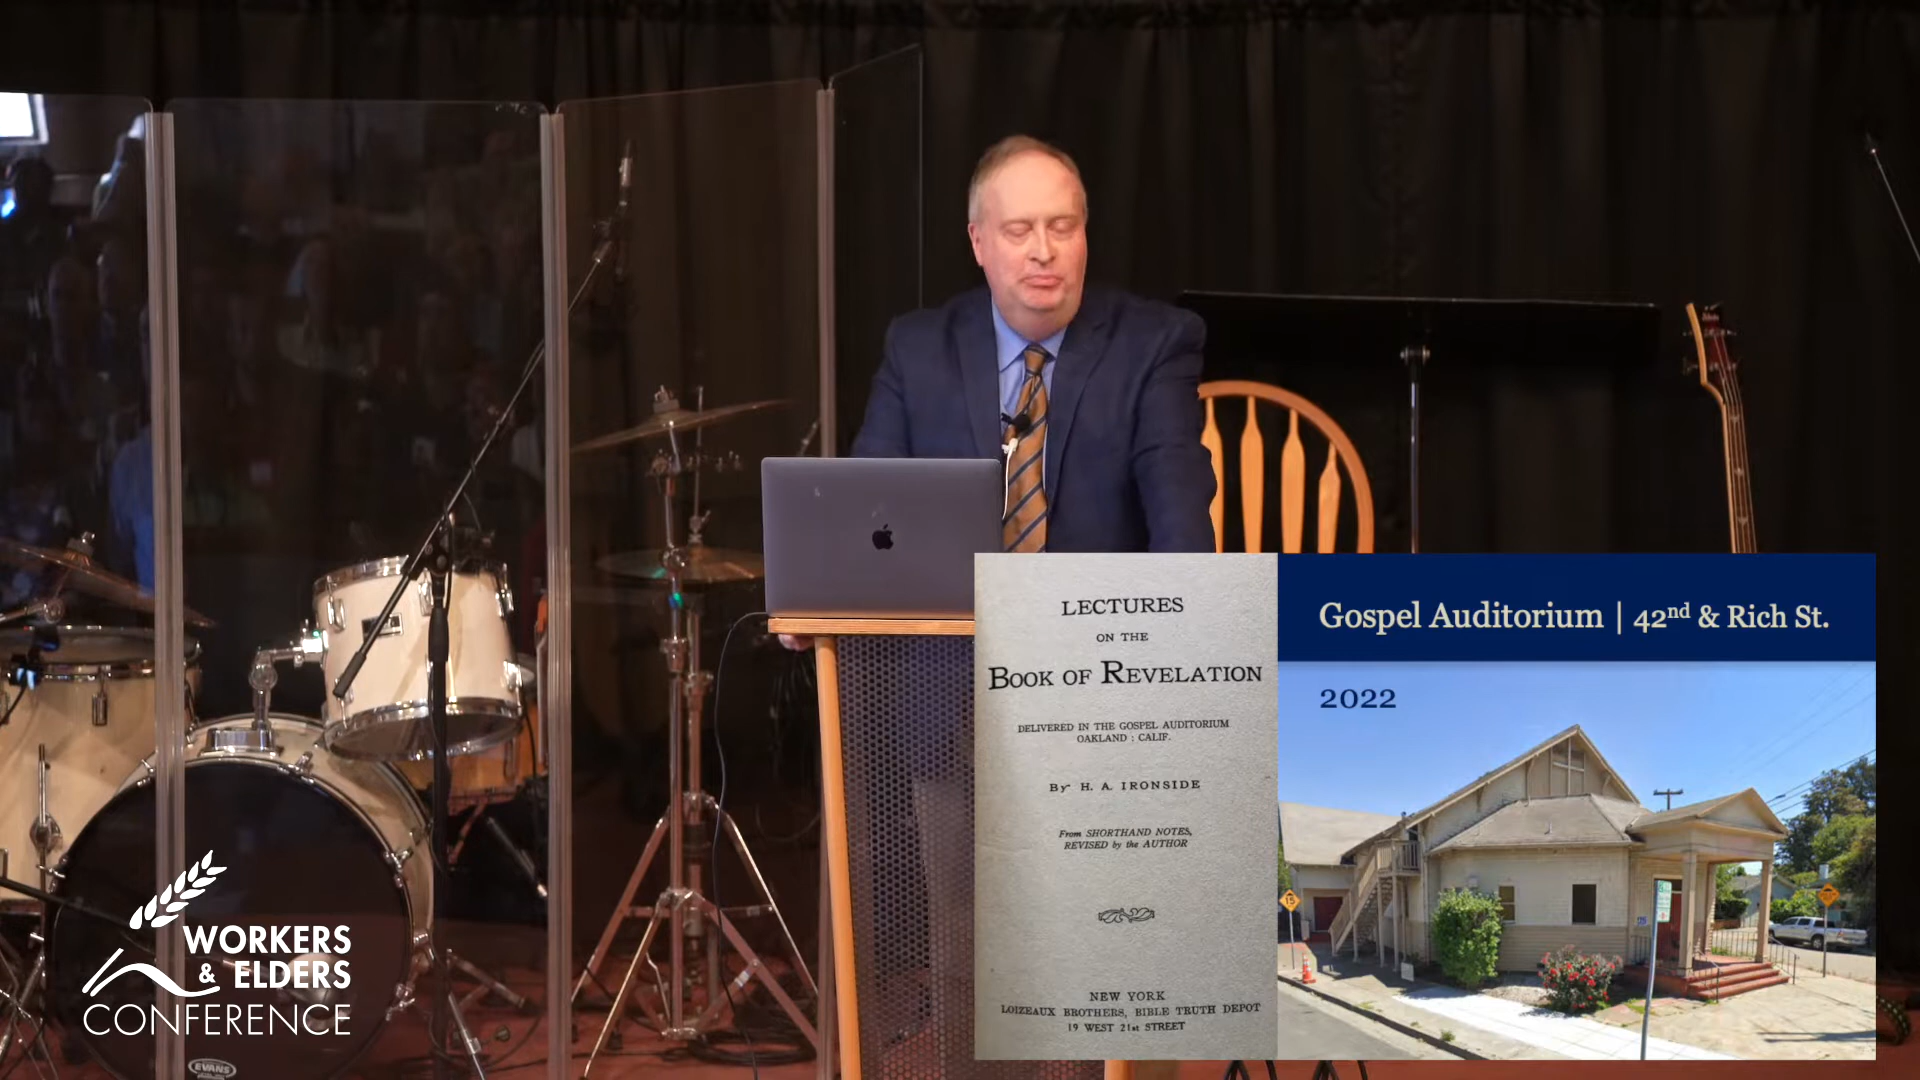 LECTURES
ON THE
BOOK OF REVELATION
DELIVERED IN THE GOSPEL AUDITORIUM
OAKLAND : CALIF.
By H. A. IRONSIDE
From SHORTHAND NOTES,
REVISED by the AUTHOR
NEW YORK
LOIZEAUX BROTHERS, BIBLE TRUTH DEPOT
19 WEST 21st STREET
Gospel Auditorium | 42nd & Rich St.
2022
15
WORKERS
& ELDERS
CONFERENCE
EVANS